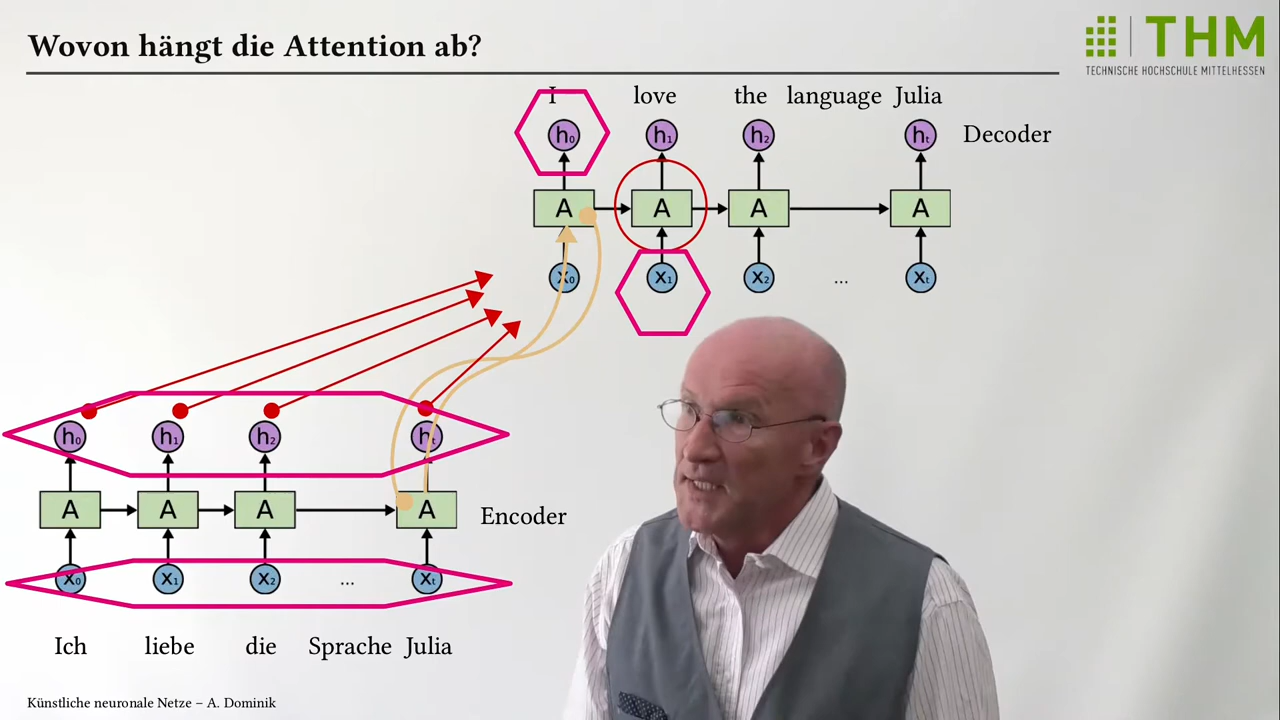 Wovon hängt die Attention ab?
THM
TECHNISCHE HOCHSCHULE MITTELHESSEN
I love the language Julia
h₀ h₁ h₂ hₜ Decoder
A A A A
x₀ x₁ x₂ ... xₜ
h₀ h₁ h₂ hₜ
A A A A Encoder
x₀ x₁ x₂ ... xₜ
Ich liebe die Sprache Julia
Künstliche neuronale Netze – A. Dominik